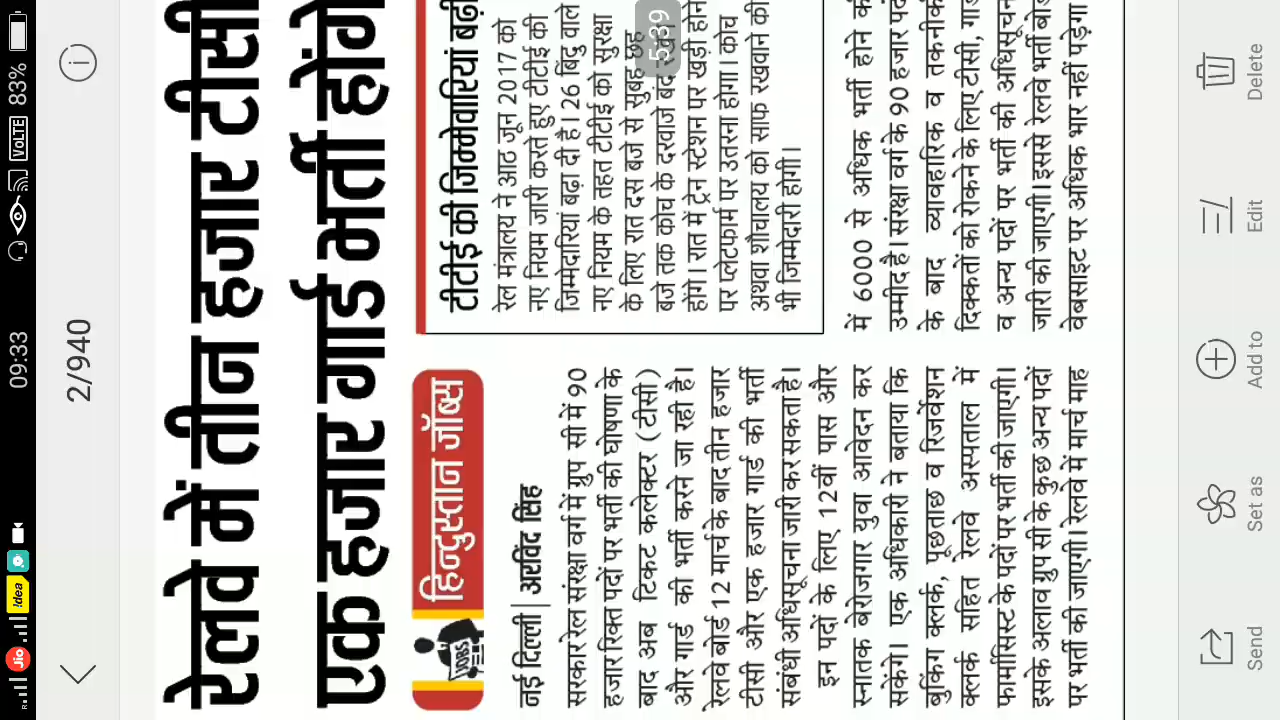 09:33
VoLTE 83%
Jio
!dea
2/940
5:39
रेलवे में तीन हजार टीसी
एक हजार गार्ड भर्ती होंगे
हिन्दुस्तान जॉब्स
JOBS
नई दिल्ली | अरविंद सिंह
सरकार रेल संरक्षा वर्ग में ग्रुप सी में 90
हजार रिक्त पदों पर भर्ती की घोषणा के
बाद अब टिकट कलेक्टर (टीसी)
और गार्ड की भर्ती करने जा रही है।
रेलवे बोर्ड 12 मार्च के बाद तीन हजार
टीसी और एक हजार गार्ड की भर्ती
संबंधी अधिसूचना जारी कर सकता है।
इन पदों के लिए 12वीं पास और
स्नातक बेरोजगार युवा आवेदन कर
सकेंगे। एक अधिकारी ने बताया कि
बुकिंग क्लर्क, पूछताछ व रिजर्वेशन
क्लर्क सहित रेलवे अस्पताल में
फार्मासिस्ट के पदों पर भर्ती की जाएगी।
इसके अलावा ग्रुप सी के कुछ अन्य पदों
पर भर्ती की जाएगी। रेलवे में मार्च माह
टीटीई की जिम्मेवारियां बढ़ी
रेल मंत्रालय ने आठ जून 2017 को
नए नियम जारी करते हुए टीटीई की
जिम्मेदारियां बढ़ा दी है। 26 बिंदु वाले
नए नियम के तहत टीटीई को सुरक्षा
के लिए रात दस बजे से सुबह छह
बजे तक कोच के दरवाजे बंद
होंगे। रात में ट्रेन स्टेशन पर खड़ी होने
पर प्लेटफार्म पर उतरना होगा। कोच
अथवा शौचालय को साफ रखवाने की
भी जिम्मेदारी होगी।
में 6000 से अधिक भर्ती होने की
उम्मीद है। संरक्षा वर्ग के 90 हजार पद
के बाद व्यावहारिक व तकनीक
दिक्कतों को रोकने के लिए टीसी, गार्ड
व अन्य पदों पर भर्ती की अधिसूचन
जारी की जाएगी। इससे रेलवे भर्ती बोर्ड
वेबसाइट पर अधिक भार नहीं पड़ेगा
Send
Set as
Add to
Edit
Delete